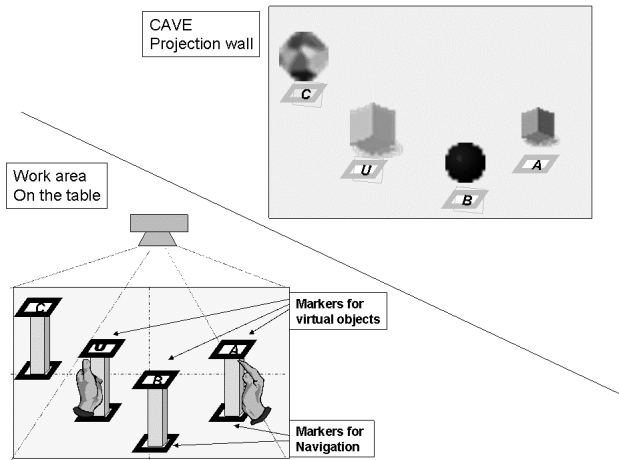 CAVE
Projection wall
C
U
B
A
Work area
On the table
C
U
B
A
Markers for
virtual objects
Markers for
Navigation